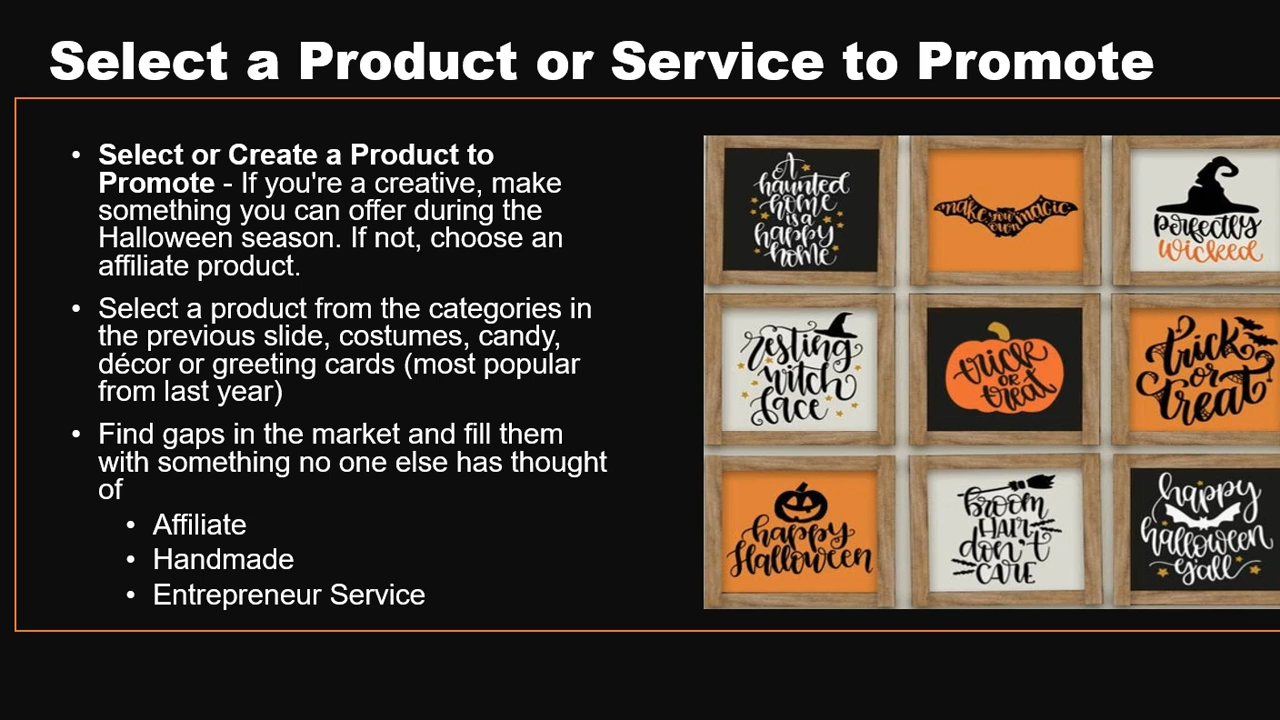 Select a Product or Service to Promote
• Select or Create a Product to
Promote - If you're a creative, make
something you can offer during the
Halloween season. If not, choose an
affiliate product.
• Select a product from the categories in
the previous slide, costumes, candy,
décor or greeting cards (most popular
from last year)
• Find gaps in the market and fill them
with something no one else has thought
of
• Affiliate
• Handmade
• Entrepreneur Service
A
haunted
home
is a
happy
home
make your own magic
perfectly
wicked
resting
witch
face
trick
or
treat
trick
or
treat
happy
Halloween
broom
HAIR
don't
CARE
happy
halloween
y'all